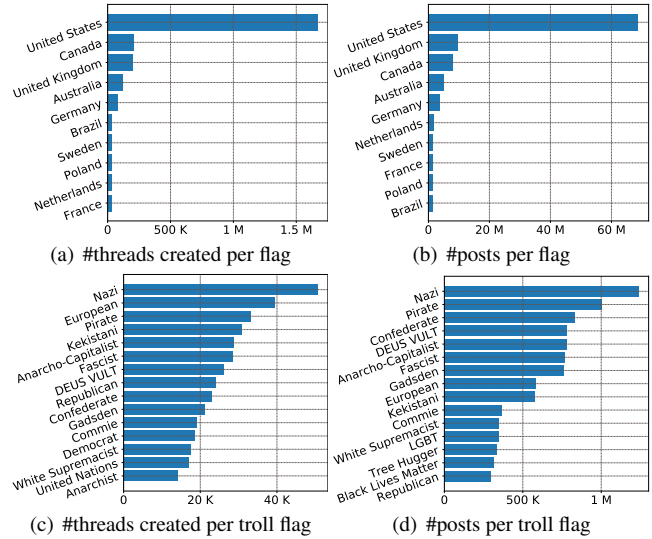 United States
Canada
United Kingdom
Australia
Germany
Brazil
Sweden
Poland
Netherlands
France
0 500 K 1 M 1.5 M
(a) #threads created per flag
United States
United Kingdom
Canada
Australia
Germany
Netherlands
Sweden
France
Poland
Brazil
0 20 M 40 M 60 M
(b) #posts per flag
Nazi
European
Pirate
Kekistani
Anarcho-Capitalist
Fascist
DEUS VULT
Republican
Confederate
Gadsden
Commie
Democrat
White Supremacist
United Nations
Anarchist
0 20 K 40 K
(c) #threads created per troll flag
Nazi
Pirate
Confederate
DEUS VULT
Anarcho-Capitalist
Fascist
Gadsden
European
Kekistani
Commie
White Supremacist
LGBT
Tree Hugger
Black Lives Matter
Republican
0 500 K 1 M
(d) #posts per troll flag